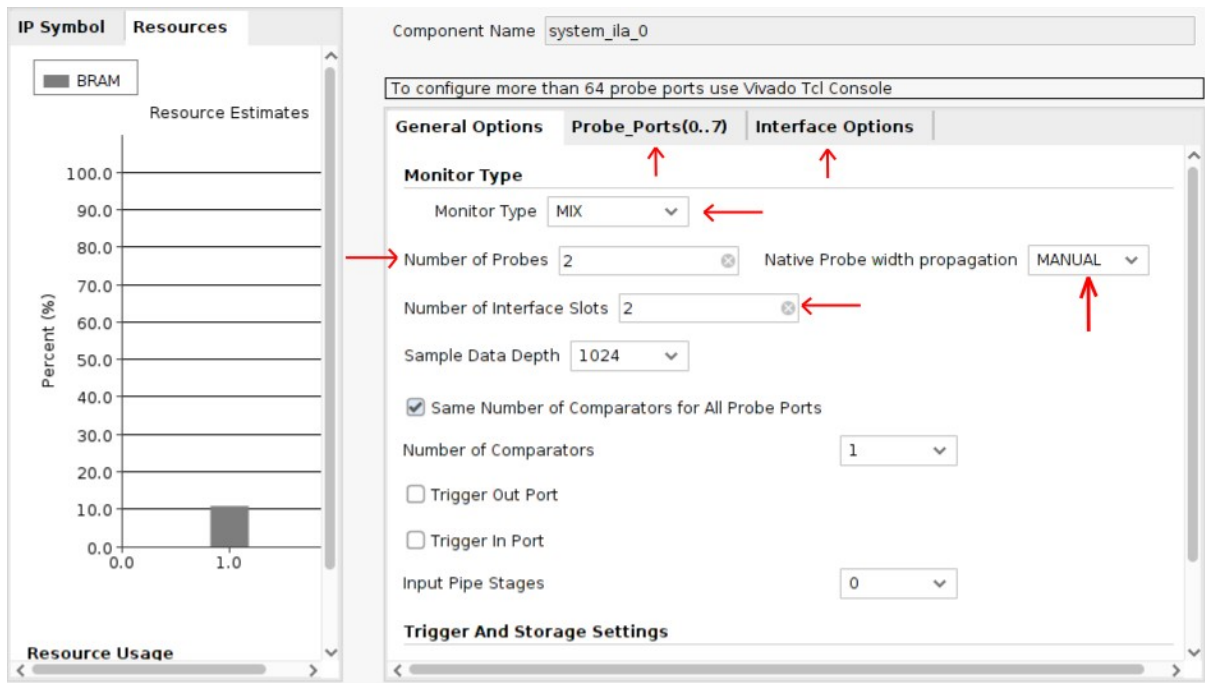 IP Symbol Resources
BRAM
Resource Estimates
100.0
90.0
80.0
70.0
60.0
50.0
40.0
30.0
20.0
10.0
0.0
Percent (%)
0.0 1.0
Resource Usage
Component Name system_ila_0
To configure more than 64 probe ports use Vivado Tcl Console
General Options Probe_Ports(0..7) Interface Options
Monitor Type
Monitor Type MIX
Number of Probes 2 Native Probe width propagation MANUAL
Number of Interface Slots 2
Sample Data Depth 1024
Same Number of Comparators for All Probe Ports
Number of Comparators 1
Trigger Out Port
Trigger In Port
Input Pipe Stages 0
Trigger And Storage Settings